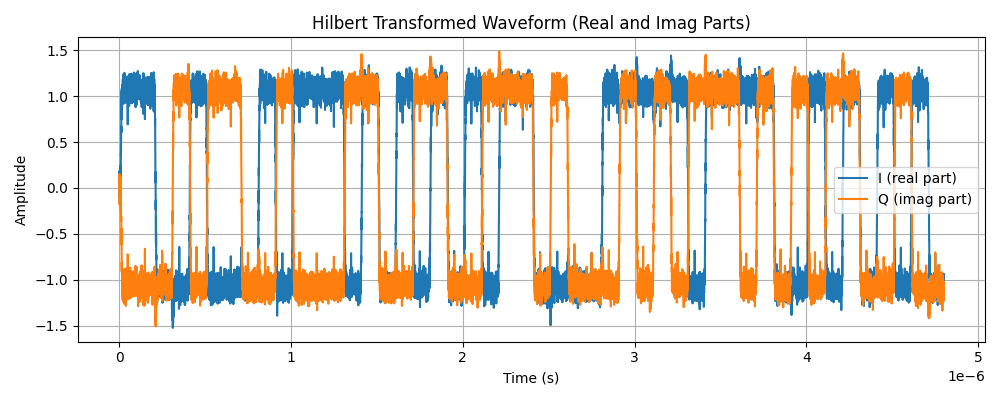 Hilbert Transformed Waveform (Real and Imag Parts)
1.5
1.0
0.5
0.0
−0.5
−1.0
−1.5
Amplitude
I (real part)
Q (imag part)
0 1 2 3 4 5
1e−6
Time (s)